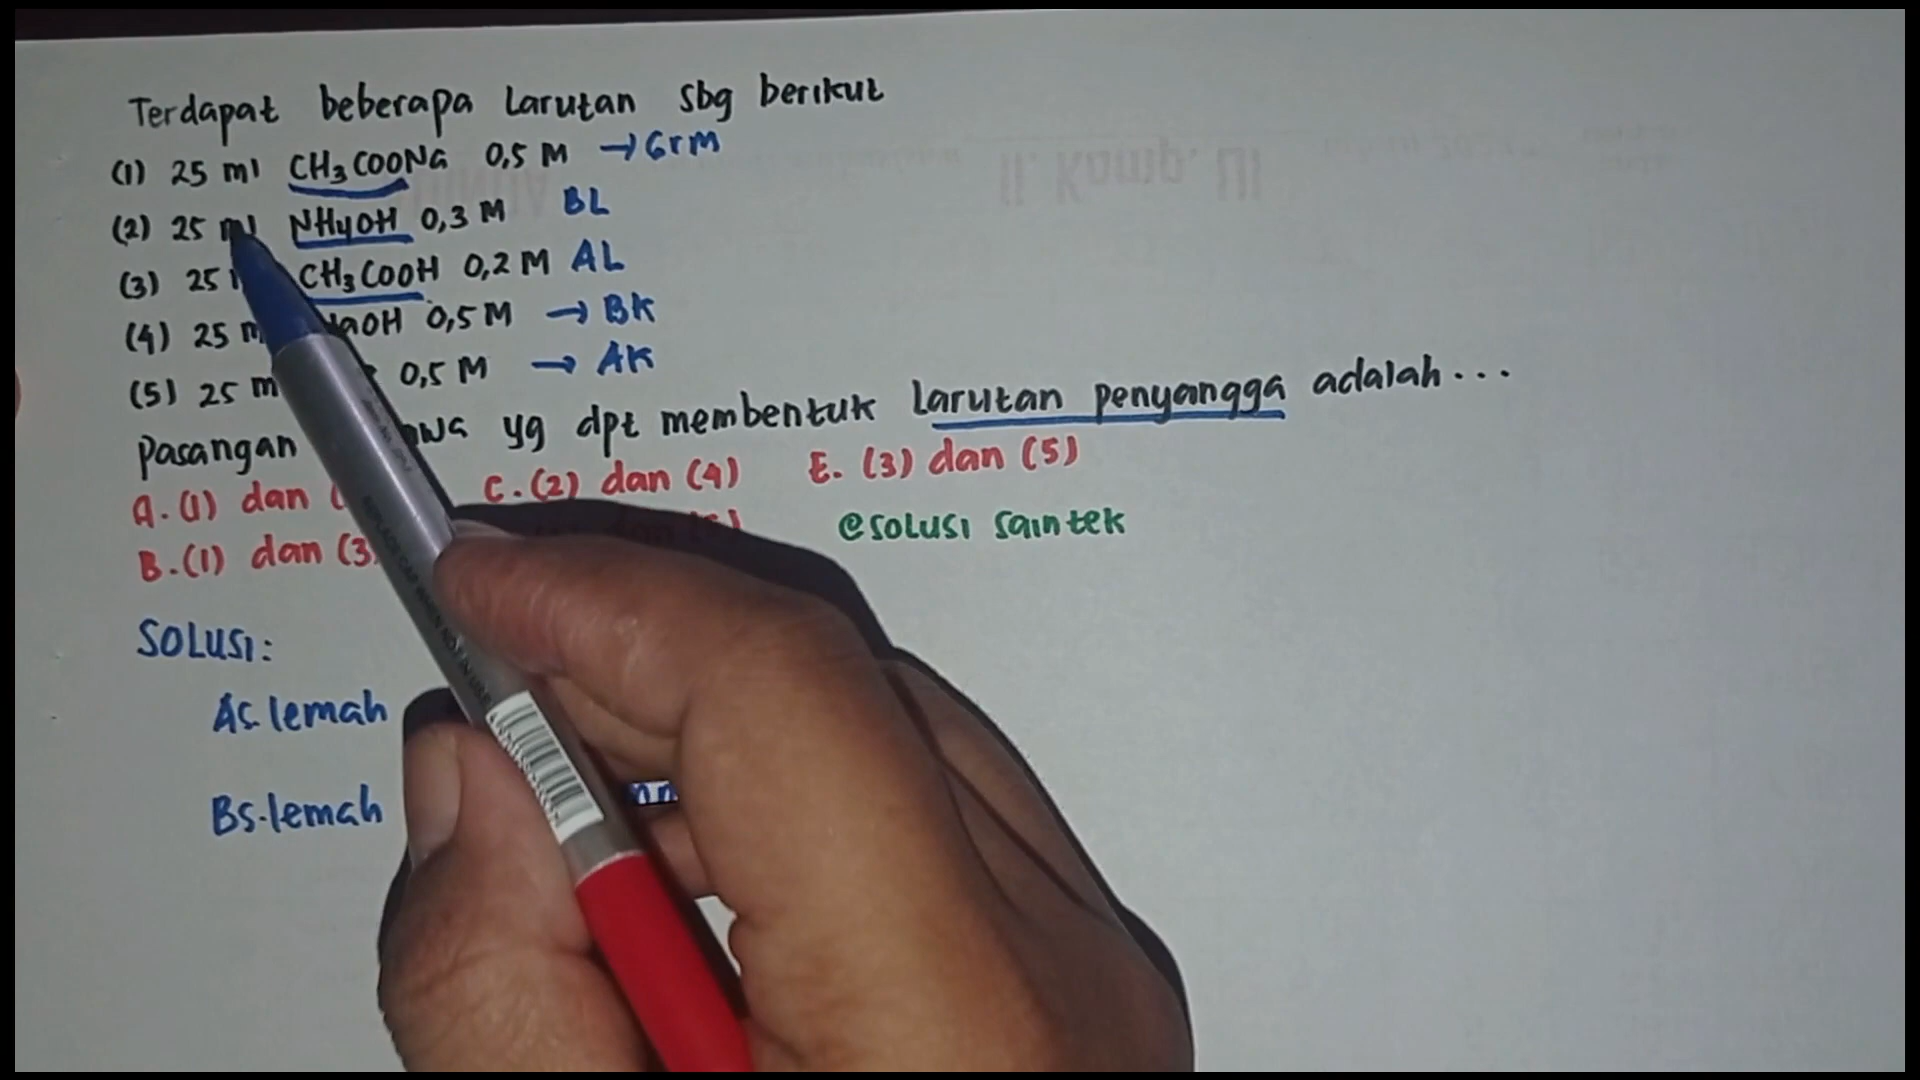 Terdapat beberapa Larutan sbg berikut
(1) 25 ml CH₃COONa 0,5 M → GrM
(2) 25 ml NH4OH 0,3 M BL
(3) 25 CH₃COOH 0,2 M AL
(4) 25 m NaOH 0,5 M → BK
(5) 25 m 0,5 M → AK
Pasangan yg dpt membentuk Larutan penyangga adalah...
A. (1) dan C. (2) dan (4) E. (3) dan (5)
B. (1) dan (3) @solusi saintek
SOLUSI:
As. lemah
Bs. lemah